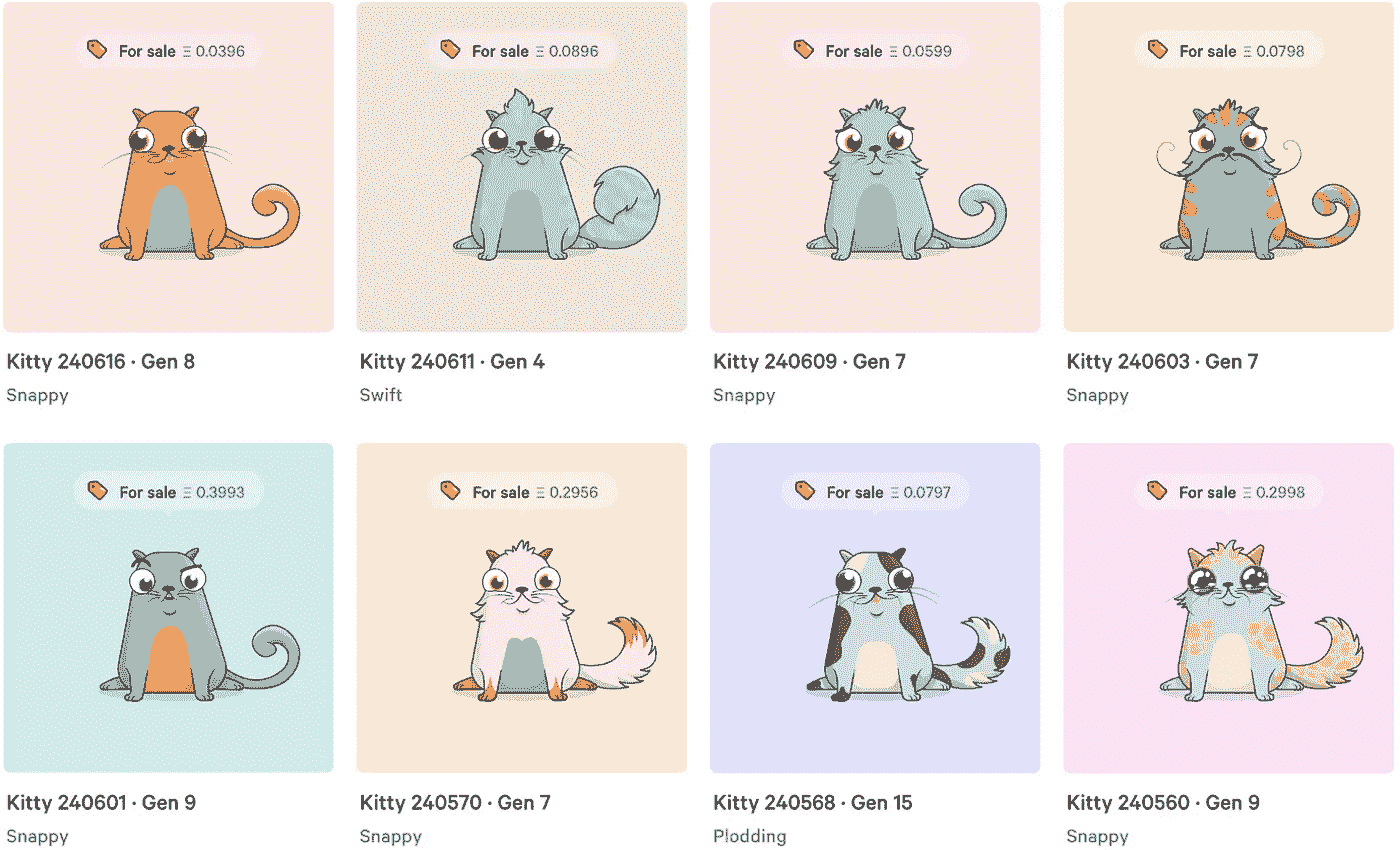 For sale Ξ 0.0396
For sale Ξ 0.0896
For sale Ξ 0.0599
For sale Ξ 0.0798
Kitty 240616 · Gen 8
Kitty 240611 · Gen 4
Kitty 240609 · Gen 7
Kitty 240603 · Gen 7
Snappy
Swift
Snappy
Snappy
For sale Ξ 0.3993
For sale Ξ 0.2956
For sale Ξ 0.0797
For sale Ξ 0.2998
Kitty 240601 · Gen 9
Kitty 240570 · Gen 7
Kitty 240568 · Gen 15
Kitty 240560 · Gen 9
Snappy
Snappy
Plodding
Snappy